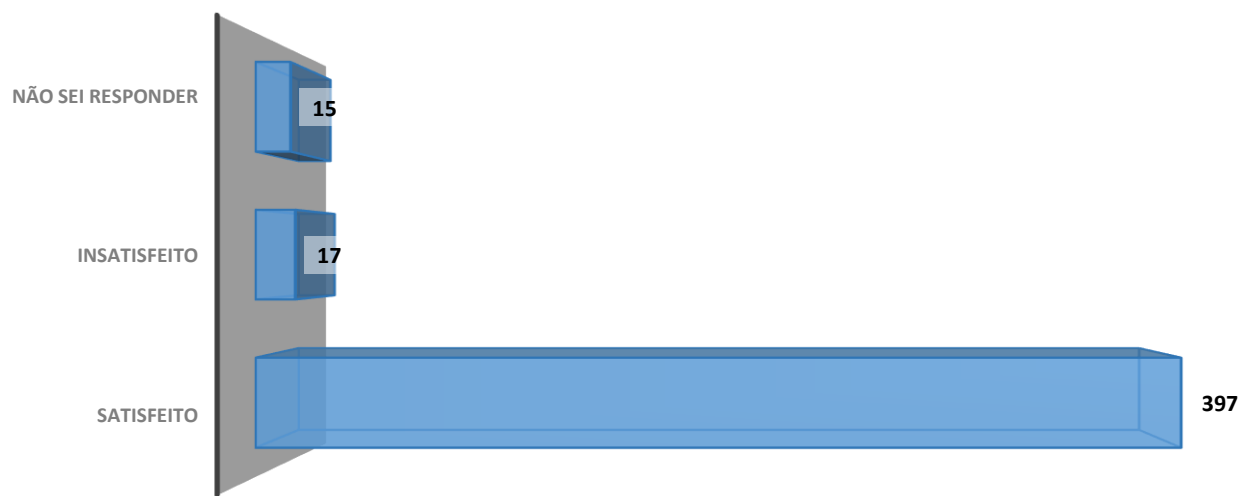 NÃO SEI RESPONDER
15
INSATISFEITO
17
SATISFEITO
397